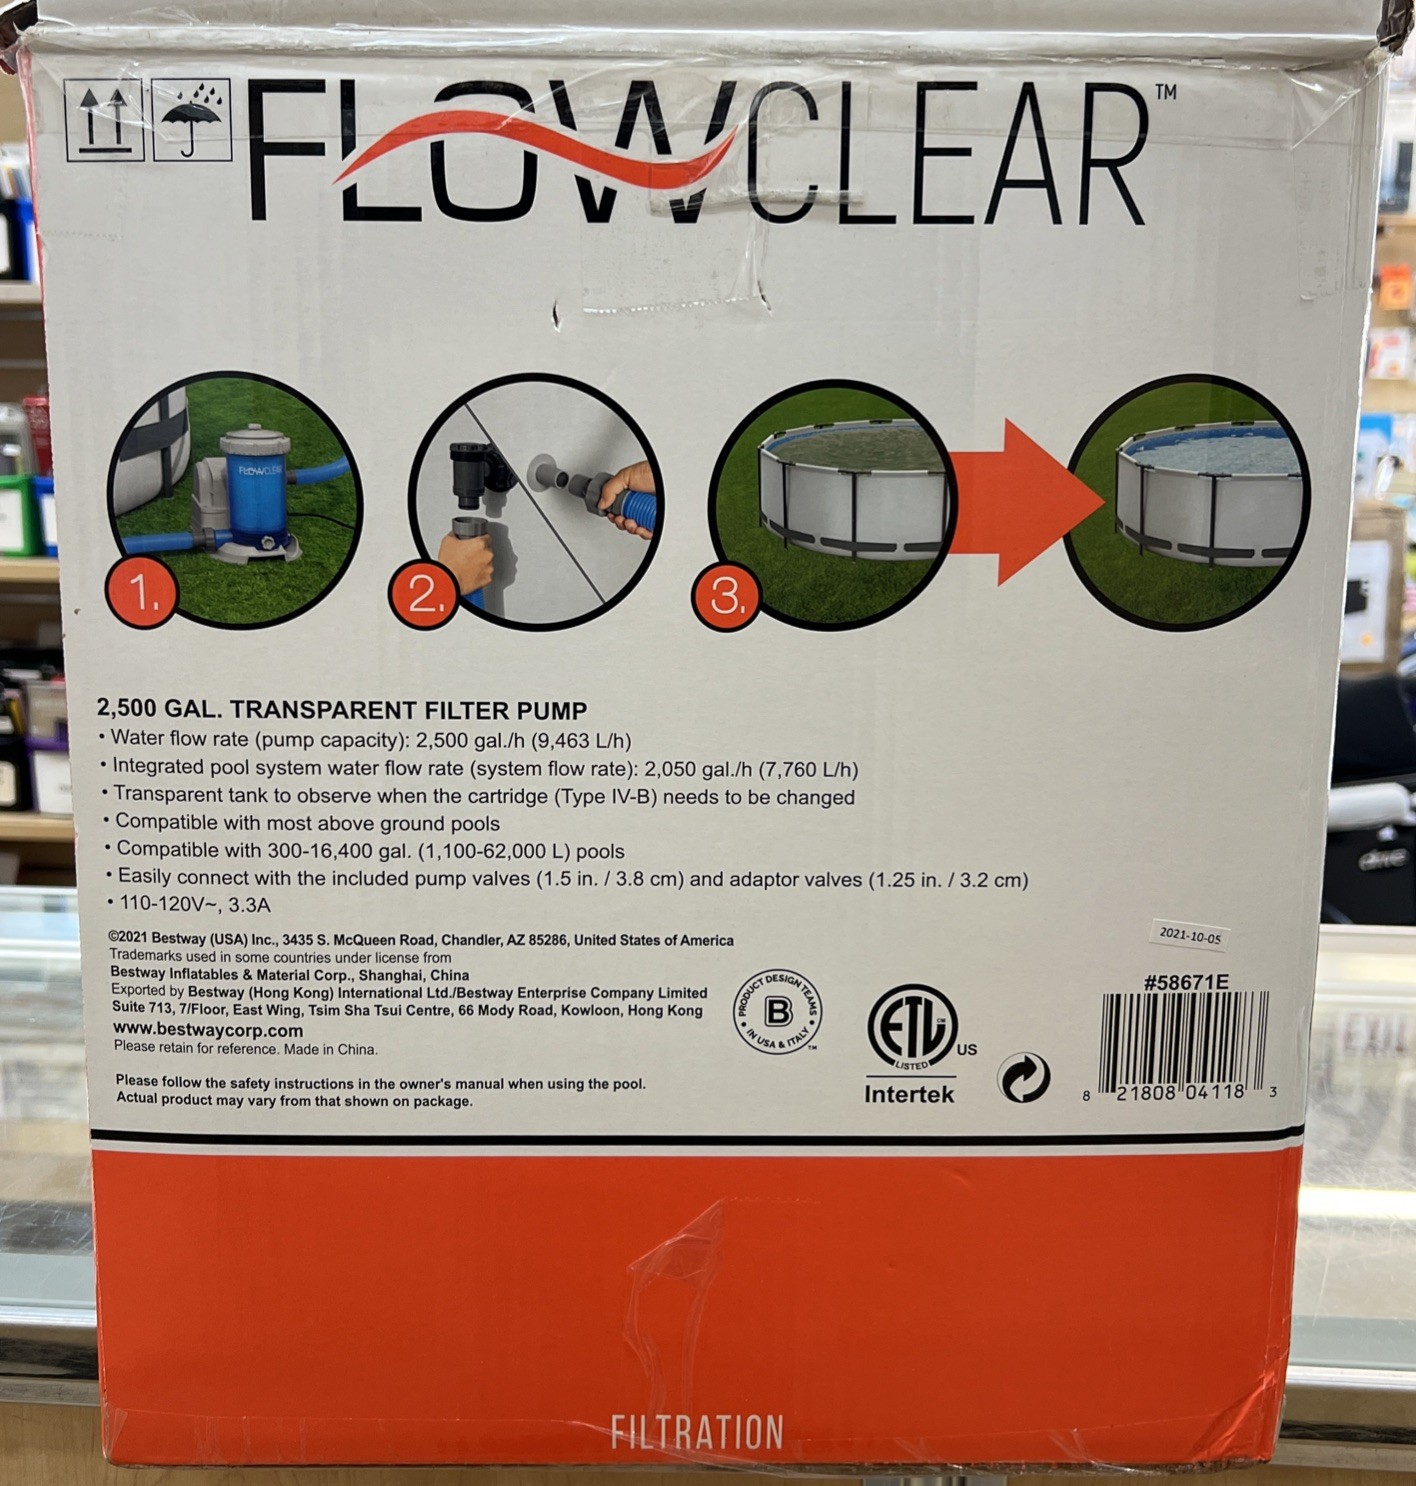 FLOWCLEAR™
FLOWCLEAR
1.
2.
3.
2,500 GAL. TRANSPARENT FILTER PUMP
• Water flow rate (pump capacity): 2,500 gal./h (9,463 L/h)
• Integrated pool system water flow rate (system flow rate): 2,050 gal./h (7,760 L/h)
• Transparent tank to observe when the cartridge (Type IV-B) needs to be changed
• Compatible with most above ground pools
• Compatible with 300-16,400 gal. (1,100-62,000 L) pools
• Easily connect with the included pump valves (1.5 in. / 3.8 cm) and adaptor valves (1.25 in. / 3.2 cm)
• 110-120V~, 3.3A
©2021 Bestway (USA) Inc., 3435 S. McQueen Road, Chandler, AZ 85286, United States of America
Trademarks used in some countries under license from
Bestway Inflatables & Material Corp., Shanghai, China
Exported by Bestway (Hong Kong) International Ltd./Bestway Enterprise Company Limited
Suite 713, 7/Floor, East Wing, Tsim Sha Tsui Centre, 66 Mody Road, Kowloon, Hong Kong
www.bestwaycorp.com
Please retain for reference. Made in China.
Please follow the safety instructions in the owner's manual when using the pool.
Actual product may vary from that shown on package.
PRODUCT DESIGN TEAMS
B
• IN USA & ITALY •
™
ETL
CM
LISTED
US
Intertek
2021-10-05
#58671E
8 21808 04118 3
FILTRATION
drive